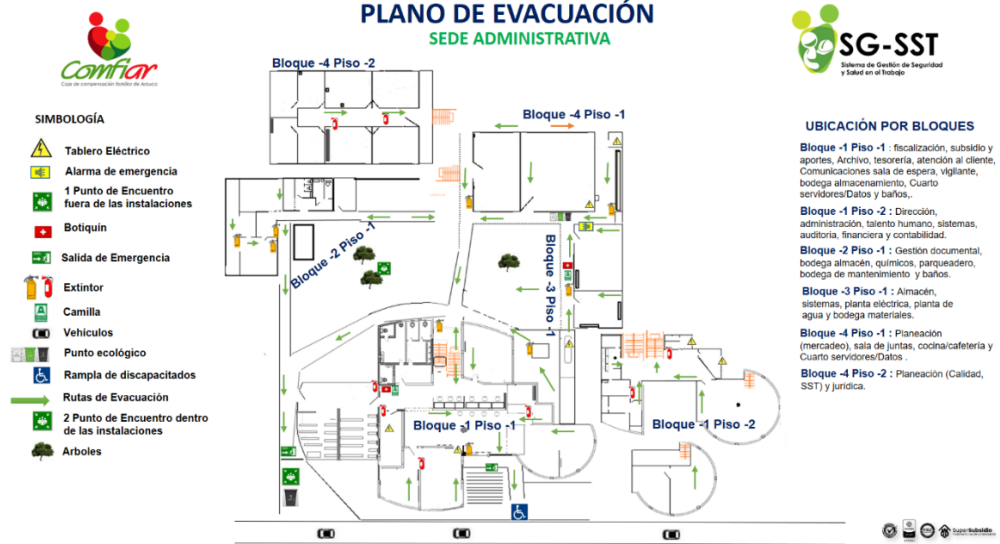 PLANO DE EVACUACIÓN
SEDE ADMINISTRATIVA
Comfiar
Caja de compensación familiar de Arauca
SG-SST
Sistema de Gestión de Seguridad
y Salud en el Trabajo
SIMBOLOGÍA
Tablero Eléctrico
Alarma de emergencia
1 Punto de Encuentro
fuera de las instalaciones
Botiquín
Salida de Emergencia
Extintor
Camilla
Vehículos
Punto ecológico
Rampla de discapacitados
Rutas de Evacuación
2 Punto de Encuentro dentro
de las instalaciones
Arboles
Bloque -4 Piso -2
Bloque -4 Piso -1
Bloque -2 Piso -1
Bloque -3 Piso -1
Bloque -1 Piso -1
Bloque -1 Piso -2
UBICACIÓN POR BLOQUES
Bloque -1 Piso -1 : fiscalización, subsidio y
aportes, Archivo, tesorería, atención al cliente,
Comunicaciones sala de espera, vigilante,
bodega almacenamiento, Cuarto
servidores/Datos y baños,.
Bloque -1 Piso -2 : Dirección,
administración, talento humano, sistemas,
auditoria, financiera y contabilidad.
Bloque -2 Piso -1 : Gestión documental,
bodega almacén, químicos, parqueadero,
bodega de mantenimiento y baños.
Bloque -3 Piso -1 : Almacén,
sistemas, planta eléctrica, planta de
agua y bodega materiales.
Bloque -4 Piso -1 : Planeación
(mercadeo), sala de juntas, cocina/cafetería y
Cuarto servidores/Datos .
Bloque -4 Piso -2 : Planeación (Calidad,
SST) y jurídica.
SuperSubsidio